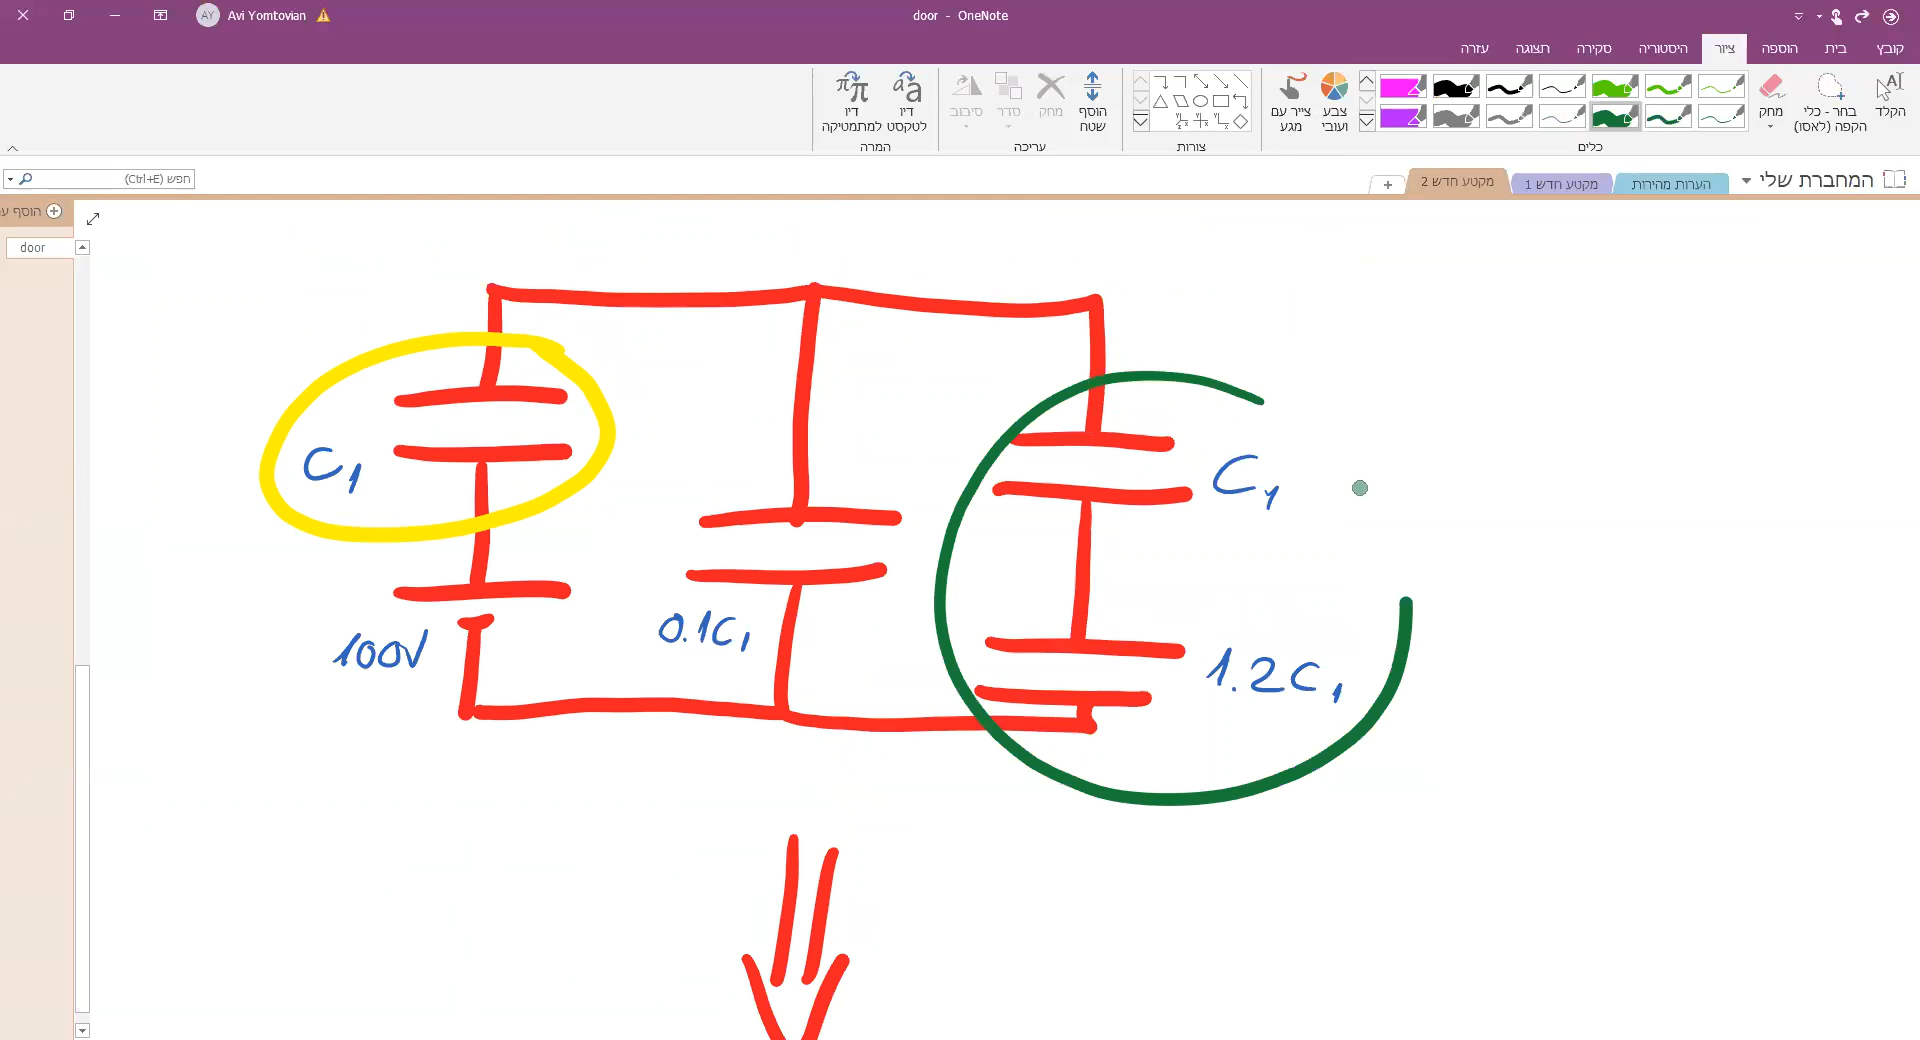 Avi Yomtovian
AY
door - OneNote
קובץ
בית
הוספה
ציור
היסטוריה
סקירה
תצוגה
עזרה
הקלד
בחר - כלי הקפה (לאסו)
מחק
כלים
צבע ועובי
צייר עם מגע
צורות
הוסף שטח
מחק
סדר
סיבוב
עריכה
דיו לטקסט
דיו למתמטיקה
המרה
חפש (Ctrl+E)
המחברת שלי
הערות מהירות
מקטע חדש 1
מקטע חדש 2
הוסף
door
C1
C1
100V
0.1C1
1.2C1